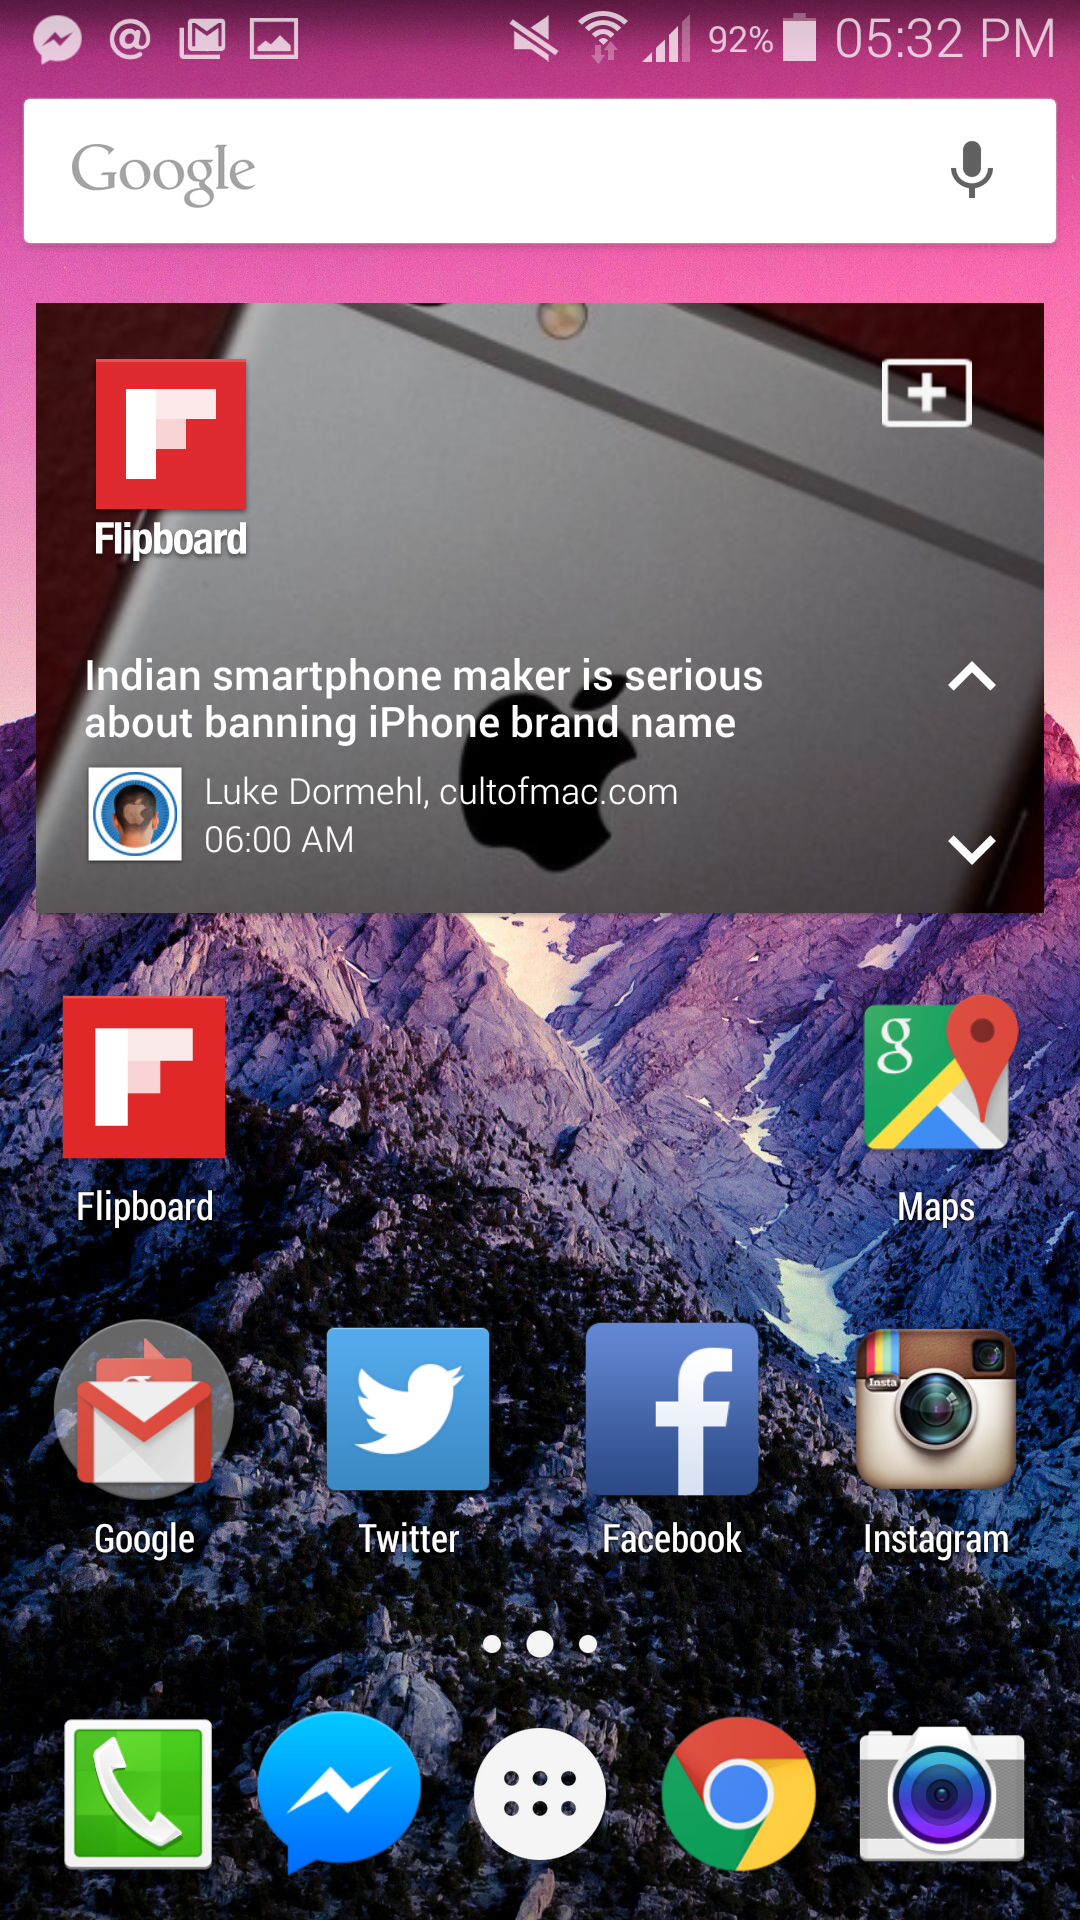 92% 05:32 PM
Google
Flipboard
Indian smartphone maker is serious
about banning iPhone brand name
Luke Dormehl, cultofmac.com
06:00 AM
g
Flipboard
Maps
Insta
Google
Twitter
Facebook
Instagram